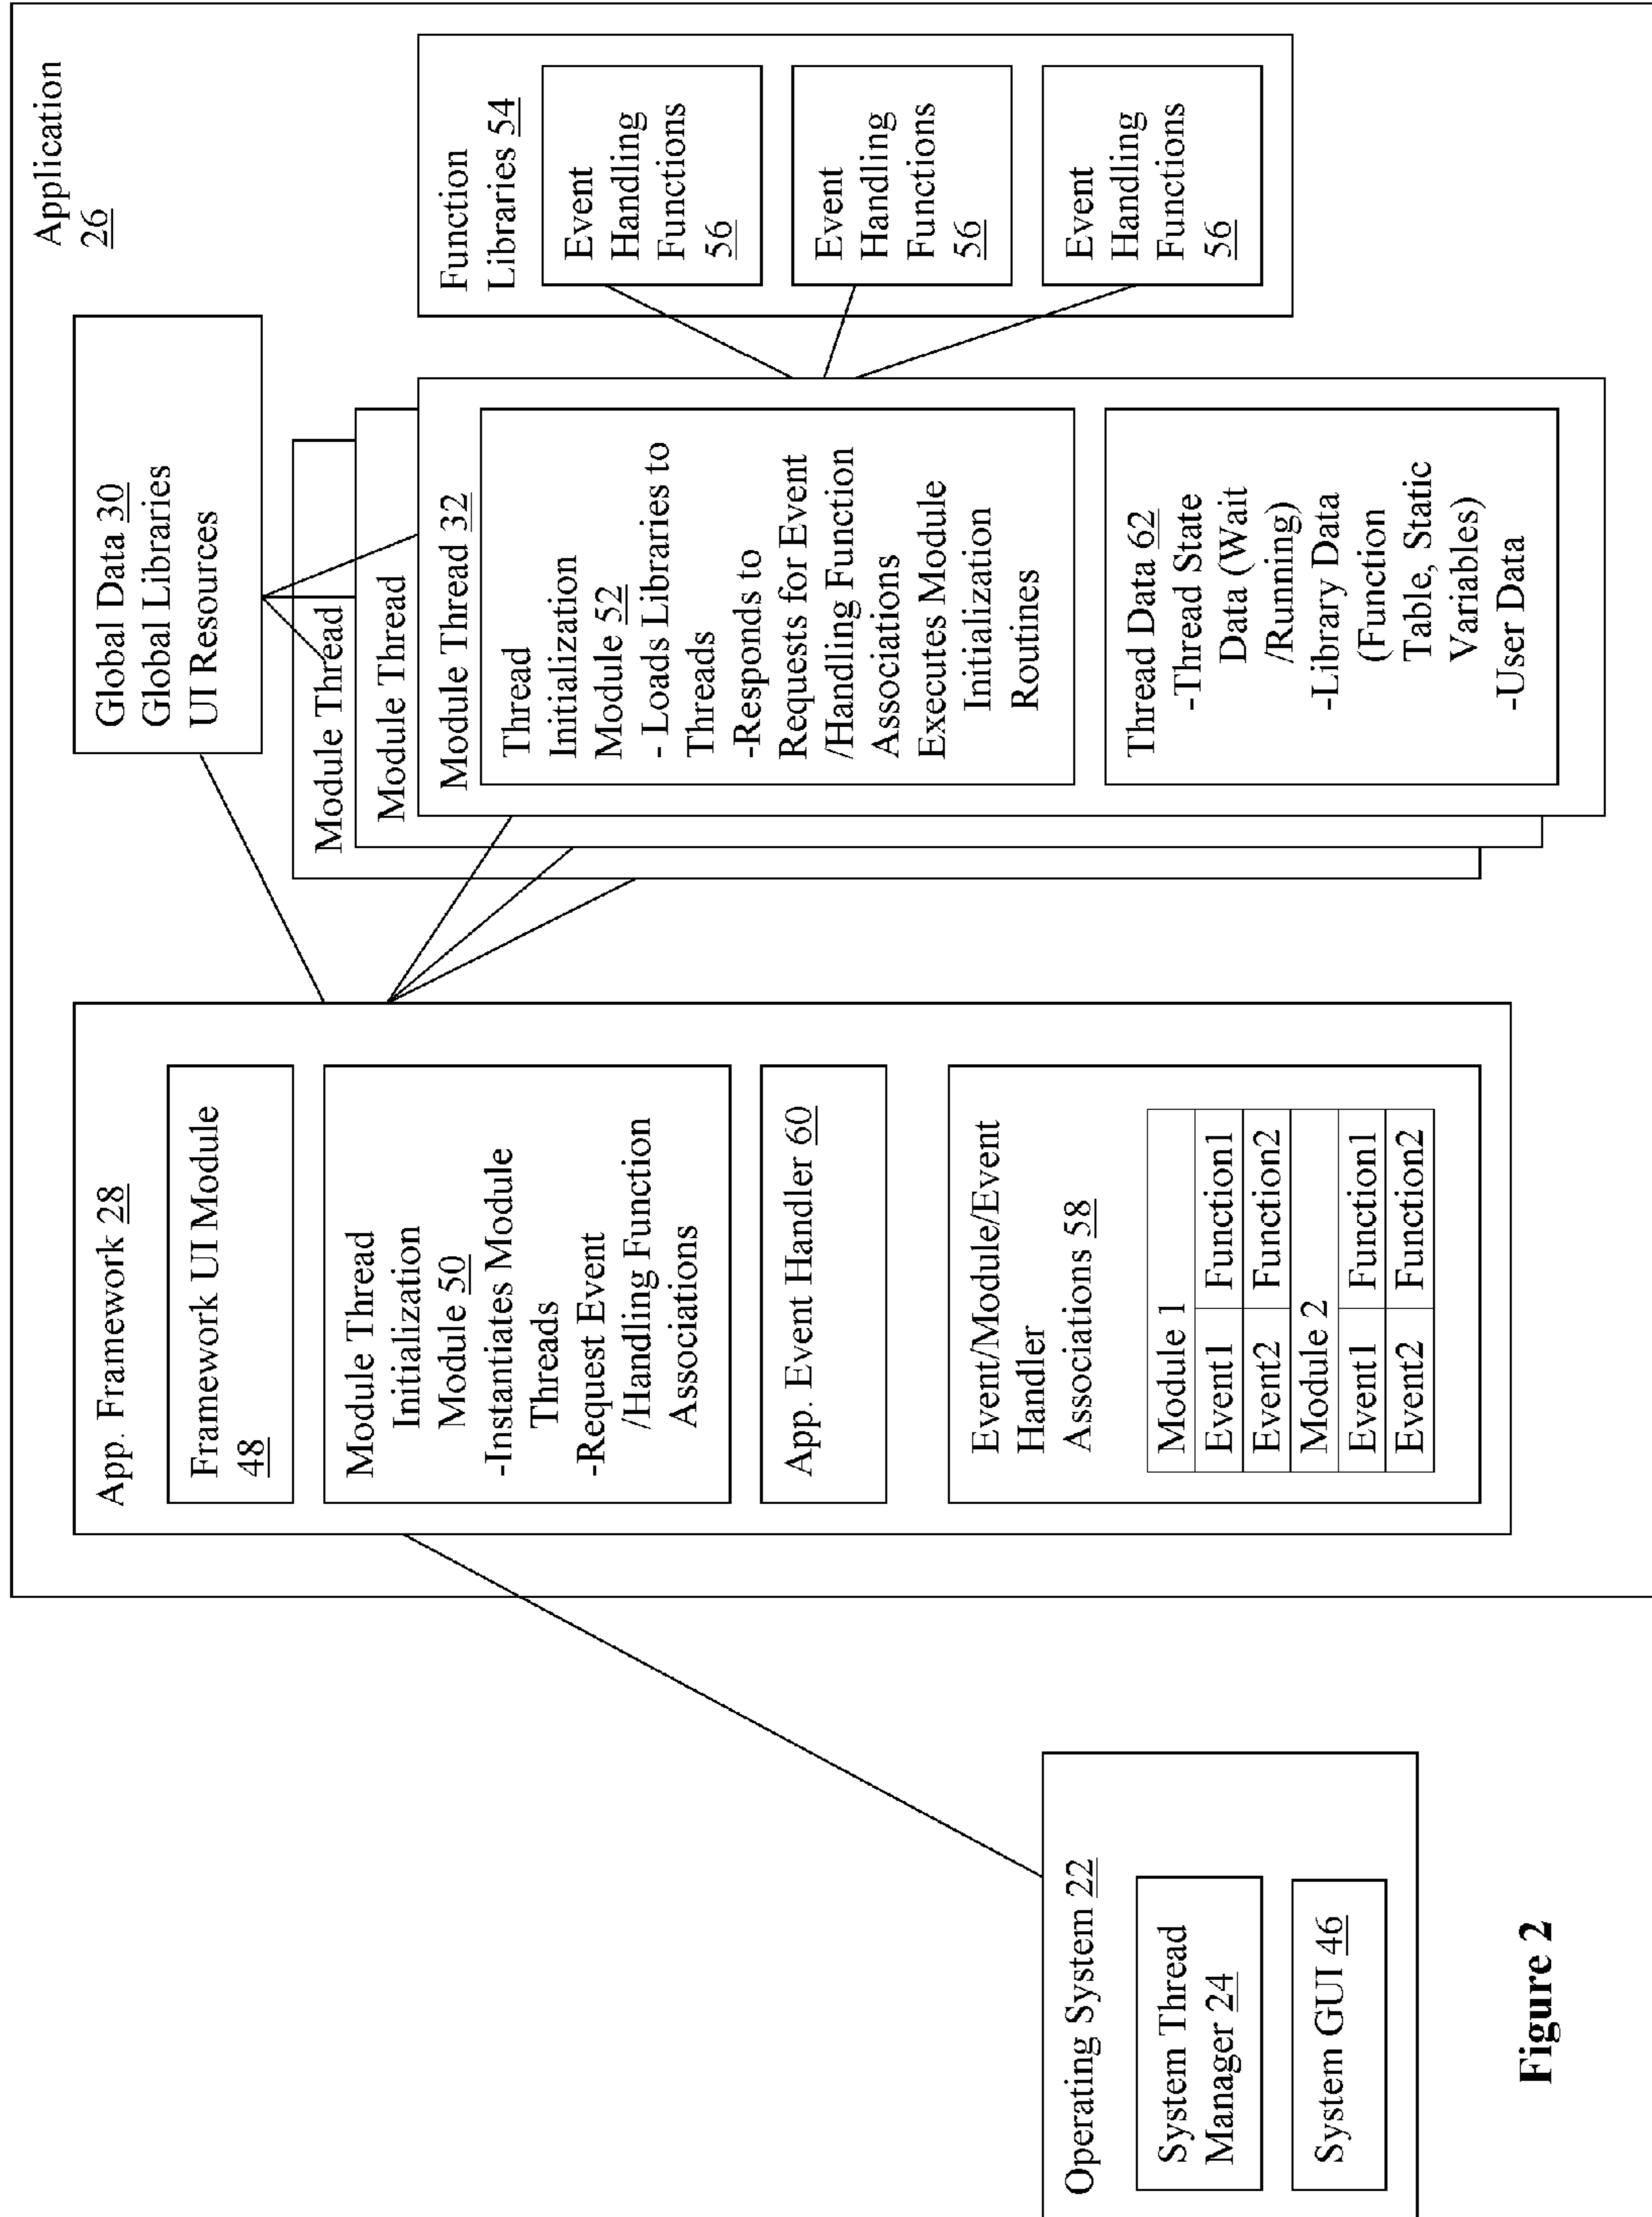 Application
26
Operating System 22
System Thread
Manager 24
System GUI 46
App. Framework 28
Framework UI Module
48
Module Thread
Initialization
Module 50
-Instantiates Module
Threads
-Request Event
/Handling Function
Associations
App. Event Handler 60
Event/Module/Event
Handler
Associations 58
Module 1
Event1 Function1
Event2 Function2
Module 2
Event1 Function1
Event2 Function2
Global Data 30
Global Libraries
UI Resources
Module Thread
Module Thread
Module Thread 32
Thread
Initialization
Module 52
- Loads Libraries to
Threads
-Responds to
Requests for Event
/Handling Function
Associations
Executes Module
Initialization
Routines
Thread Data 62
-Thread State
Data (Wait
/Running)
-Library Data
(Function
Table, Static
Variables)
-User Data
Function
Libraries 54
Event
Handling
Functions
56
Event
Handling
Functions
56
Event
Handling
Functions
56
Figure 2